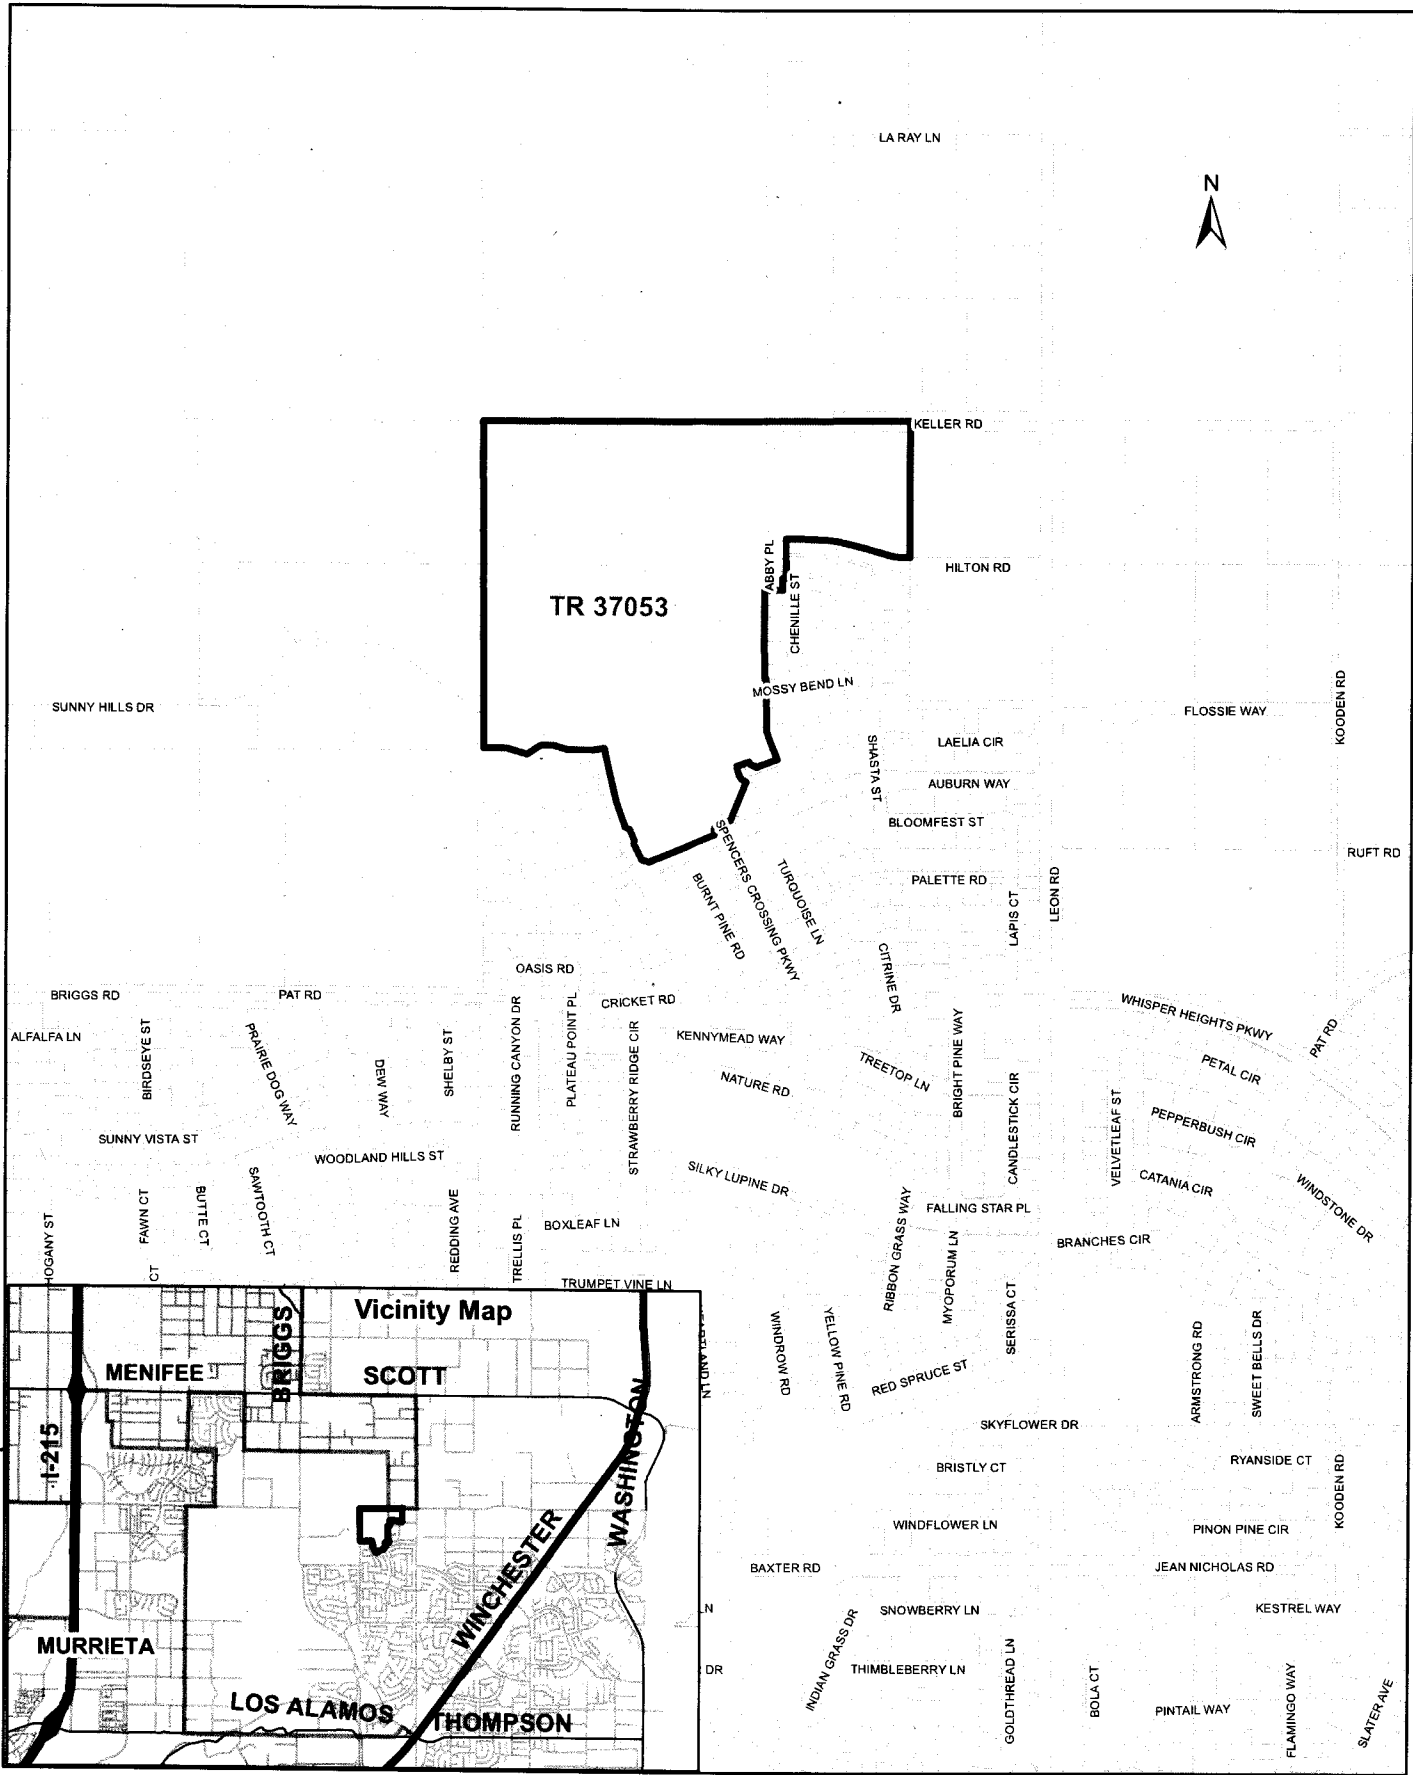 LA RAY LN
N
KELLER RD
ABBY PL
HILTON RD
TR 37053
CHENILLE ST
MOSSY BEND LN
SUNNY HILLS DR
FLOSSIE WAY
KOODEN RD
SHASTA ST
LAELIA CIR
AUBURN WAY
BLOOMFEST ST
RUFT RD
SPENCERS CROSSING PKWY
TURQUOISE LN
BURNT PINE RD
PALETTE RD
LAPIS CT
LEON RD
CITRINE DR
OASIS RD
BRIGGS RD
PAT RD
CRICKET RD
WHISPER HEIGHTS PKWY
PAT RD
ALFALFA LN
BIRDSEYE ST
PRAIRIE DOG WAY
DEW WAY
SHELBY ST
RUNNING CANYON DR
PLATEAU POINT PL
STRAWBERRY RIDGE CIR
KENNYMEAD WAY
NATURE RD
TREETOP LN
BRIGHT PINE WAY
CANDLESTICK CIR
VELVETLEAF ST
PETAL CIR
PEPPERBUSH CIR
SUNNY VISTA ST
WOODLAND HILLS ST
SILKY LUPINE DR
CATANIA CIR
WINDSTONE DR
HOGANY ST
FAWN CT
BUTTE CT
SAWTOOTH CT
REDDING AVE
TRELLIS PL
BOXLEAF LN
RIBBON GRASS WAY
FALLING STAR PL
MYOPORUM LN
BRANCHES CIR
CT
TRUMPET VINE LN
SERISSA CT
WINDROW RD
YELLOW PINE RD
RED SPRUCE ST
ARMSTRONG RD
SWEET BELLS DR
SKYFLOWER DR
BRISTLY CT
RYANSIDE CT
KOODEN RD
WINDFLOWER LN
PINON PINE CIR
BAXTER RD
JEAN NICHOLAS RD
LN
SNOWBERRY LN
KESTREL WAY
INDIAN GRASS DR
DR
THIMBLEBERRY LN
GOLDTHREAD LN
BOLA CT
PINTAIL WAY
FLAMINGO WAY
SLATER AVE
Vicinity Map
BRIGGS
MENIFEE
SCOTT
I-215
WASHINGTON
WINCHESTER
MURRIETA
LOS ALAMOS
THOMPSON